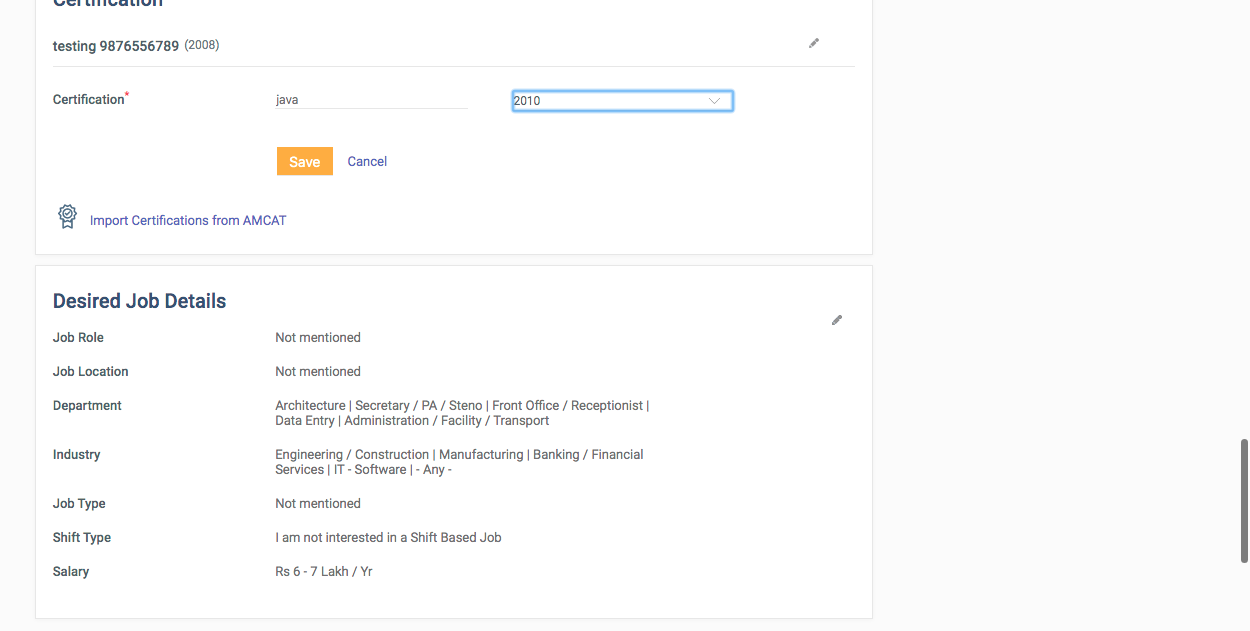 Certification
testing 9876556789 (2008)
Certification* java 2010
Save Cancel
Import Certifications from AMCAT
Desired Job Details
Job Role Not mentioned
Job Location Not mentioned
Department Architecture | Secretary / PA / Steno | Front Office / Receptionist |
Data Entry | Administration / Facility / Transport
Industry Engineering / Construction | Manufacturing | Banking / Financial
Services | IT - Software | - Any -
Job Type Not mentioned
Shift Type I am not interested in a Shift Based Job
Salary Rs 6 - 7 Lakh / Yr